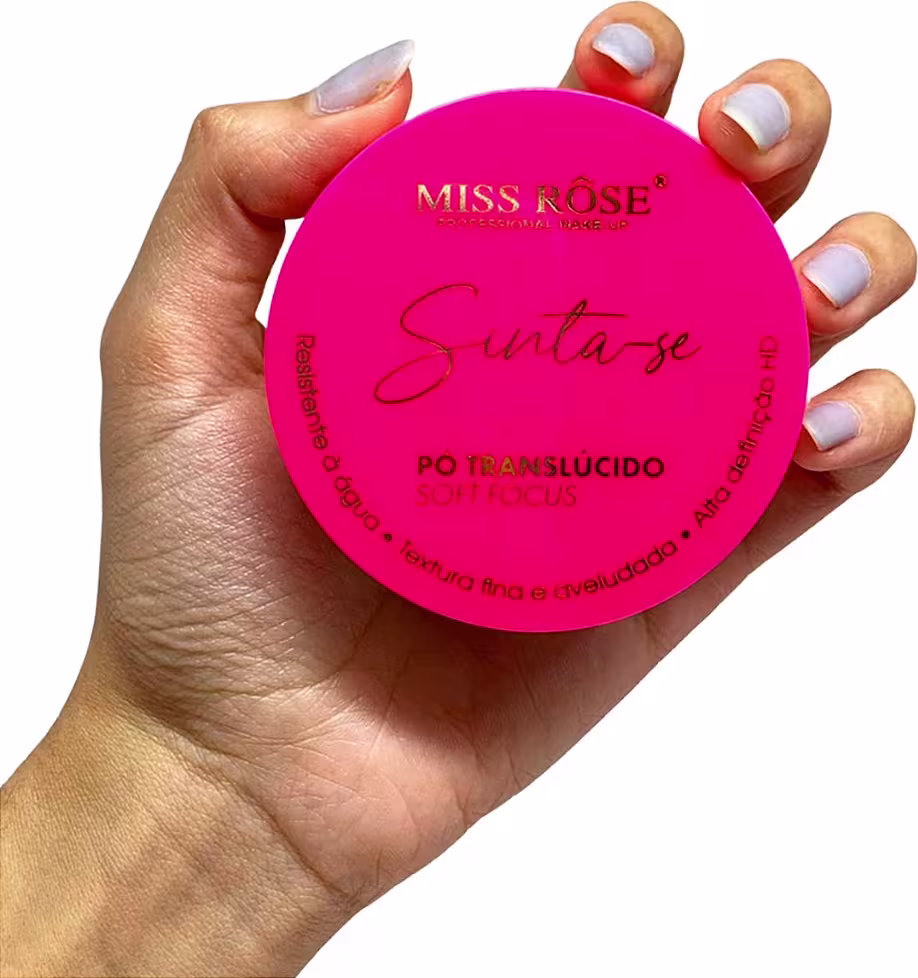 MISS RÔSE®
PROFESSIONAL MAKE UP
Sinta-se
PÓ TRANSLÚCIDO
SOFT FOCUS
Resistente à água • Textura fina e aveludada • Alta definição HD